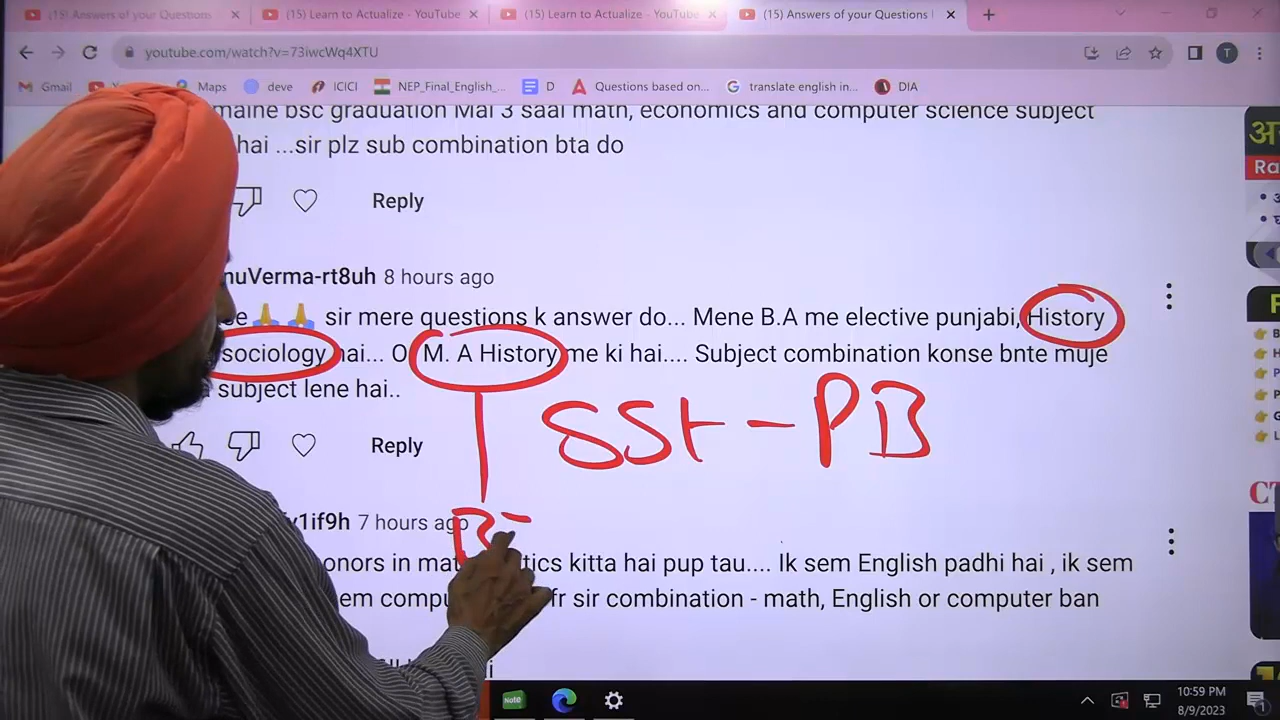 (15) Answers of your Questions (15) Learn to Actualize - YouTube (15) Learn to Actualize - YouTube (15) Answers of your Questions
youtube.com/watch?v=73iwcWq4XTU T
Gmail Maps deve ICICI NEP_Final_English_... D Questions based on... translate english in... DIA
maine bsc graduation Mai 3 saal math, economics and computer science subject
hai ...sir plz sub combination bta do
Reply
nuVerma-rt8uh 8 hours ago
sir mere questions k answer do... Mene B.A me elective punjabi, History
sociology hai... O M. A History me ki hai.... Subject combination konse bnte muje
subject lene hai..
SSt - PB
Reply
y1if9h 7 hours ago
kitta hai pup tau.... Ik sem English padhi hai , ik sem
fr sir combination - math, English or computer ban
Note
10:59 PM
8/9/2023